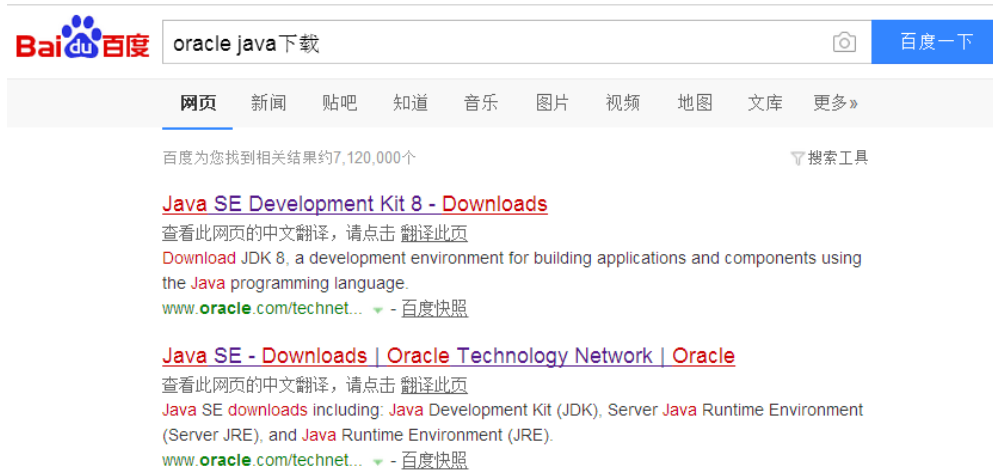 Bai du 百度 oracle java下载 百度一下
网页 新闻 贴吧 知道 音乐 图片 视频 地图 文库 更多»
百度为您找到相关结果约7,120,000个 搜索工具
Java SE Development Kit 8 - Downloads
查看此网页的中文翻译，请点击 翻译此页
Download JDK 8, a development environment for building applications and components using
the Java programming language.
www.oracle.com/technet... - 百度快照
Java SE - Downloads | Oracle Technology Network | Oracle
查看此网页的中文翻译，请点击 翻译此页
Java SE downloads including: Java Development Kit (JDK), Server Java Runtime Environment
(Server JRE), and Java Runtime Environment (JRE).
www.oracle.com/technet... - 百度快照